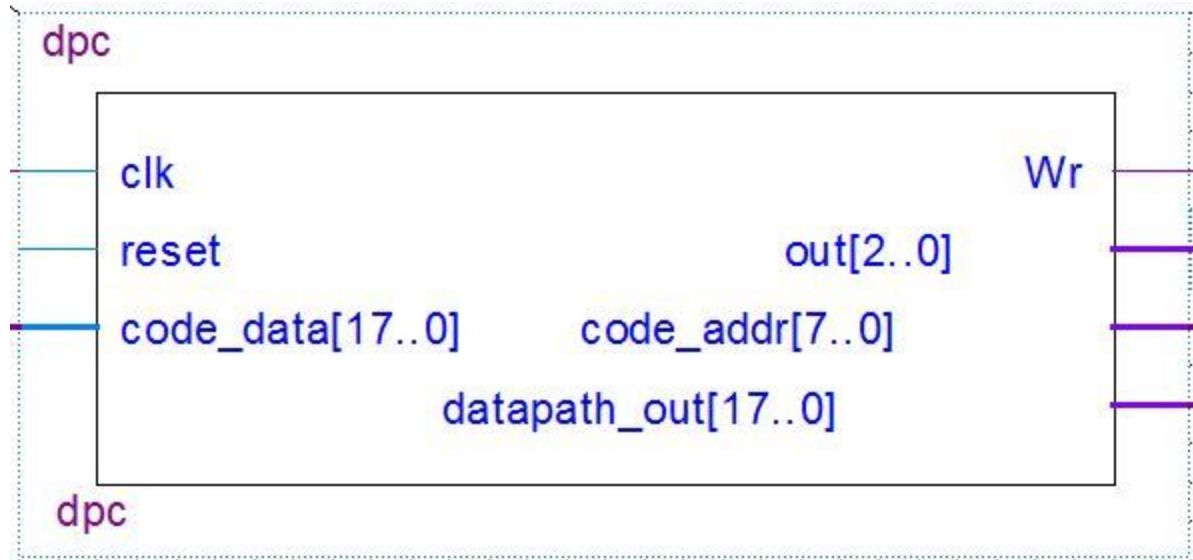 dpc
clk Wr
reset out[2..0]
code_data[17..0] code_addr[7..0]
datapath_out[17..0]
dpc